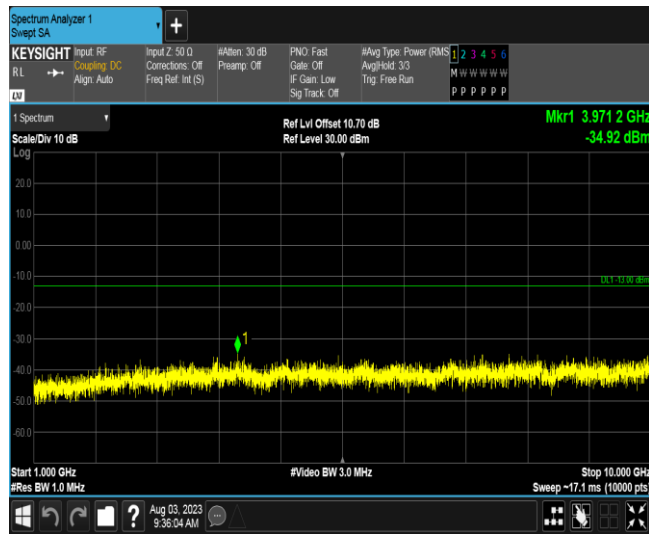 Spectrum Analyzer 1
Swept SA
KEYSIGHT
RL
LXI
Input: RF
Coupling: DC
Align: Auto
Input Z: 50 Ω
Corrections: Off
Freq Ref: Int (S)
#Atten: 30 dB
Preamp: Off
PNO: Fast
Gate: Off
IF Gain: Low
Sig Track: Off
#Avg Type: Power (RMS
Avg|Hold: 3/3
Trig: Free Run
1 2 3 4 5 6
M W W W W W
P P P P P P
1 Spectrum
Scale/Div 10 dB
Log
Ref Lvl Offset 10.70 dB
Ref Level 30.00 dBm
Mkr1 3.971 2 GHz
-34.92 dBm
20.0
10.0
0.00
-10.0
DL1 -13.00 dBm
-20.0
-30.0
1
-40.0
-50.0
-60.0
Start 1.000 GHz
#Video BW 3.0 MHz
Stop 10.000 GHz
#Res BW 1.0 MHz
Sweep ~17.1 ms (10000 pts)
?
Aug 03, 2023
9:36:04 AM